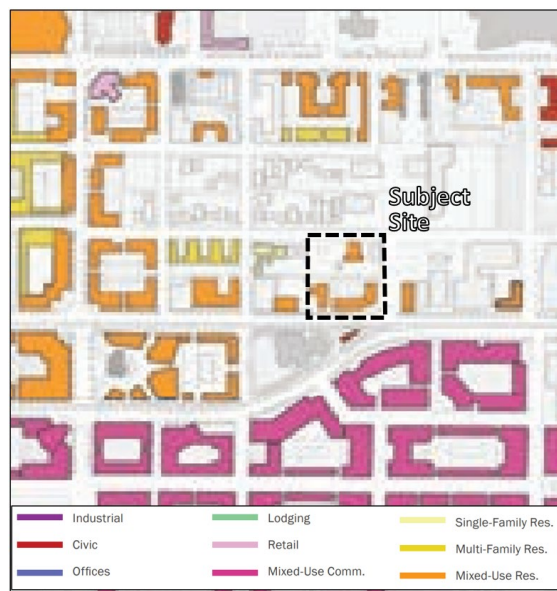 Subject
Site
Industrial
Lodging
Single-Family Res.
Civic
Retail
Multi-Family Res.
Offices
Mixed-Use Comm.
Mixed-Use Res.